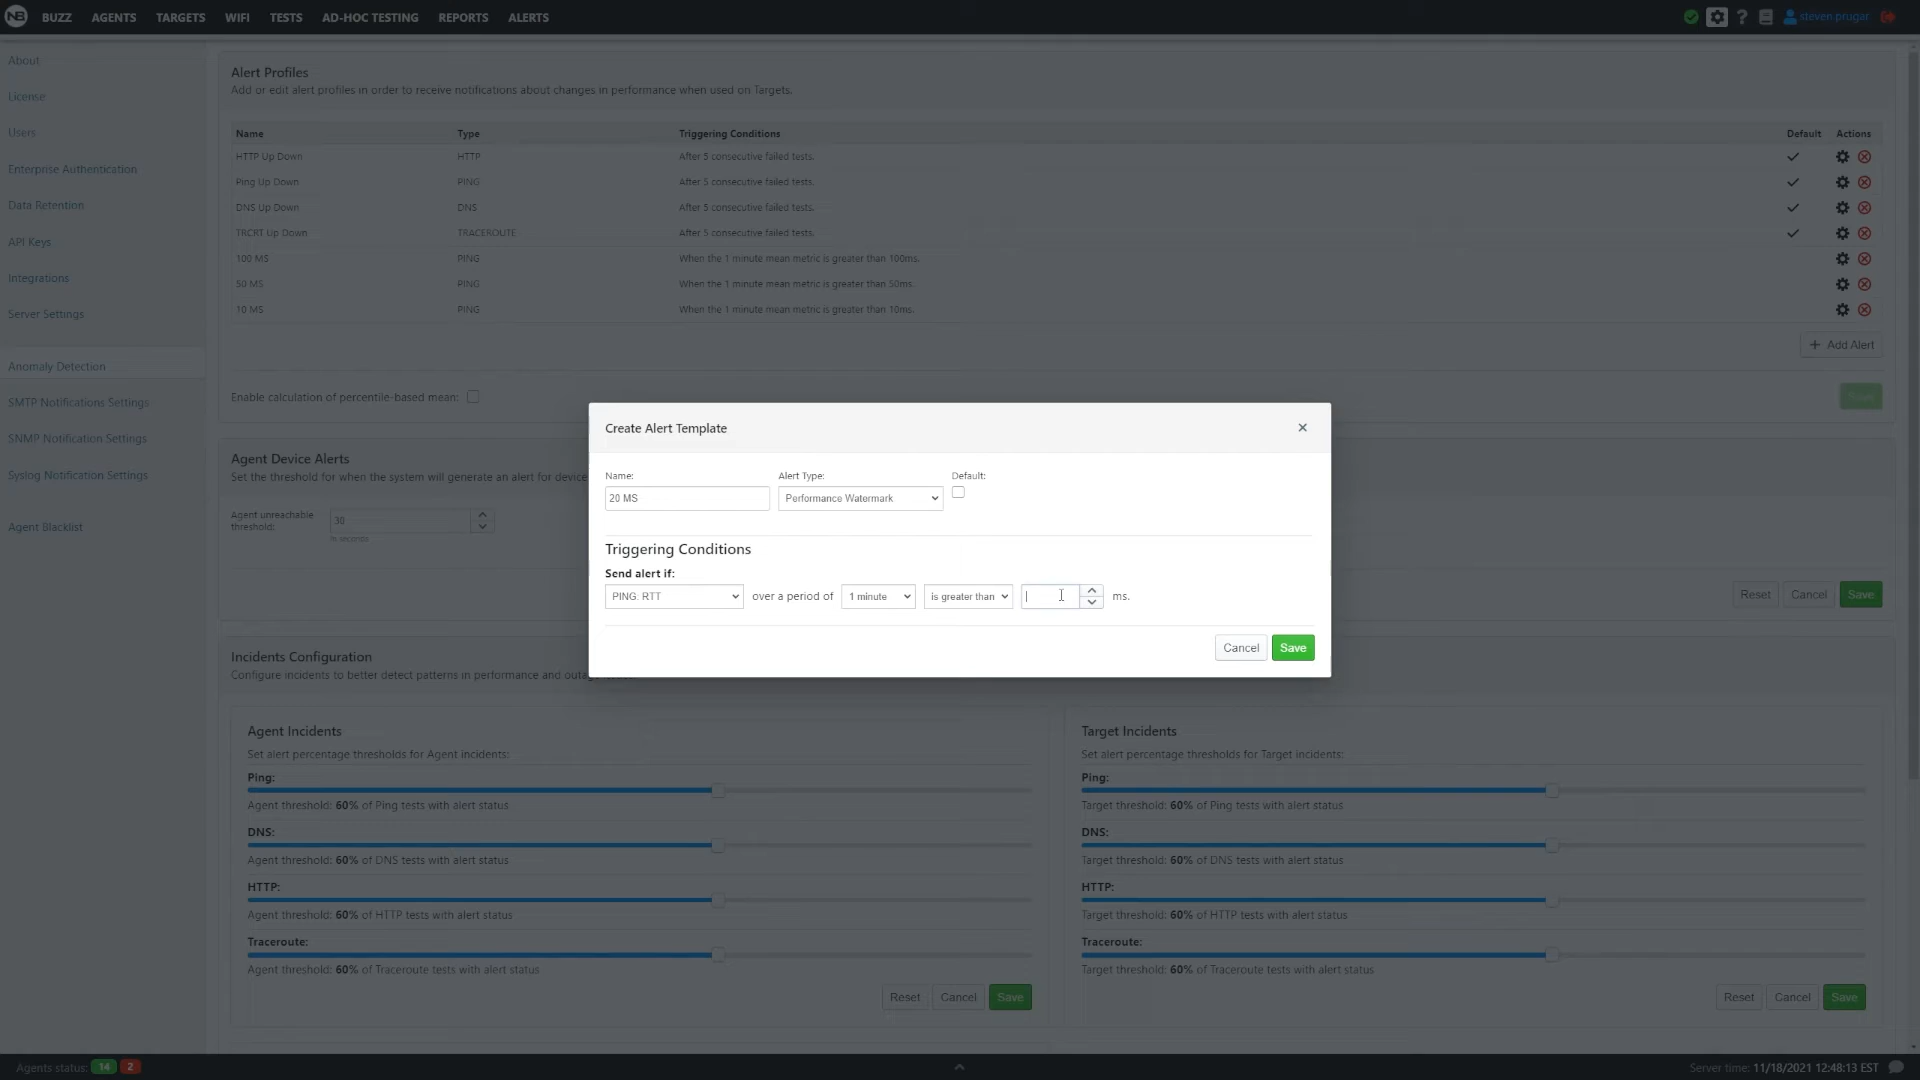 NB BUZZ AGENTS TARGETS WIFI TESTS AD-HOC TESTING REPORTS ALERTS ? steven.prugar
About
License
Users
Enterprise Authentication
Data Retention
API Keys
Integrations
Server Settings
Anomaly Detection
SMTP Notifications Settings
SNMP Notification Settings
Syslog Notification Settings
Agent Blacklist
Alert Profiles
Add or edit alert profiles in order to receive notifications about changes in performance when used on Targets.
Name Type Triggering Conditions Default Actions
HTTP Up Down HTTP After 5 consecutive failed tests.
Ping Up Down PING After 5 consecutive failed tests.
DNS Up Down DNS After 5 consecutive failed tests.
TRCRT Up Down TRACEROUTE After 5 consecutive failed tests.
100 MS PING When the 1 minute mean metric is greater than 100ms.
50 MS PING When the 1 minute mean metric is greater than 50ms.
10 MS PING When the 1 minute mean metric is greater than 10ms.
+ Add Alert
Enable calculation of percentile-based mean:
Save
Agent Device Alerts
Set the threshold for when the system will generate an alert for device
Agent unreachable
threshold:
30
In seconds
Reset Cancel Save
Create Alert Template
Name: Alert Type: Default:
20 MS Performance Watermark
Triggering Conditions
Send alert if:
PING: RTT over a period of 1 minute is greater than ms.
Cancel Save
Incidents Configuration
Configure incidents to better detect patterns in performance and
Agent Incidents
Set alert percentage thresholds for Agent incidents:
Ping:
Agent threshold: 60% of Ping tests with alert status
DNS:
Agent threshold: 60% of DNS tests with alert status
HTTP:
Agent threshold: 60% of HTTP tests with alert status
Traceroute:
Agent threshold: 60% of Traceroute tests with alert status
Reset Cancel Save
Target Incidents
Set alert percentage thresholds for Target incidents:
Ping:
Target threshold: 60% of Ping tests with alert status
DNS:
Target threshold: 60% of DNS tests with alert status
HTTP:
Target threshold: 60% of HTTP tests with alert status
Traceroute:
Target threshold: 60% of Traceroute tests with alert status
Reset Cancel Save
Agents status: 14 2
Server time: 11/18/2021 12:48:13 EST